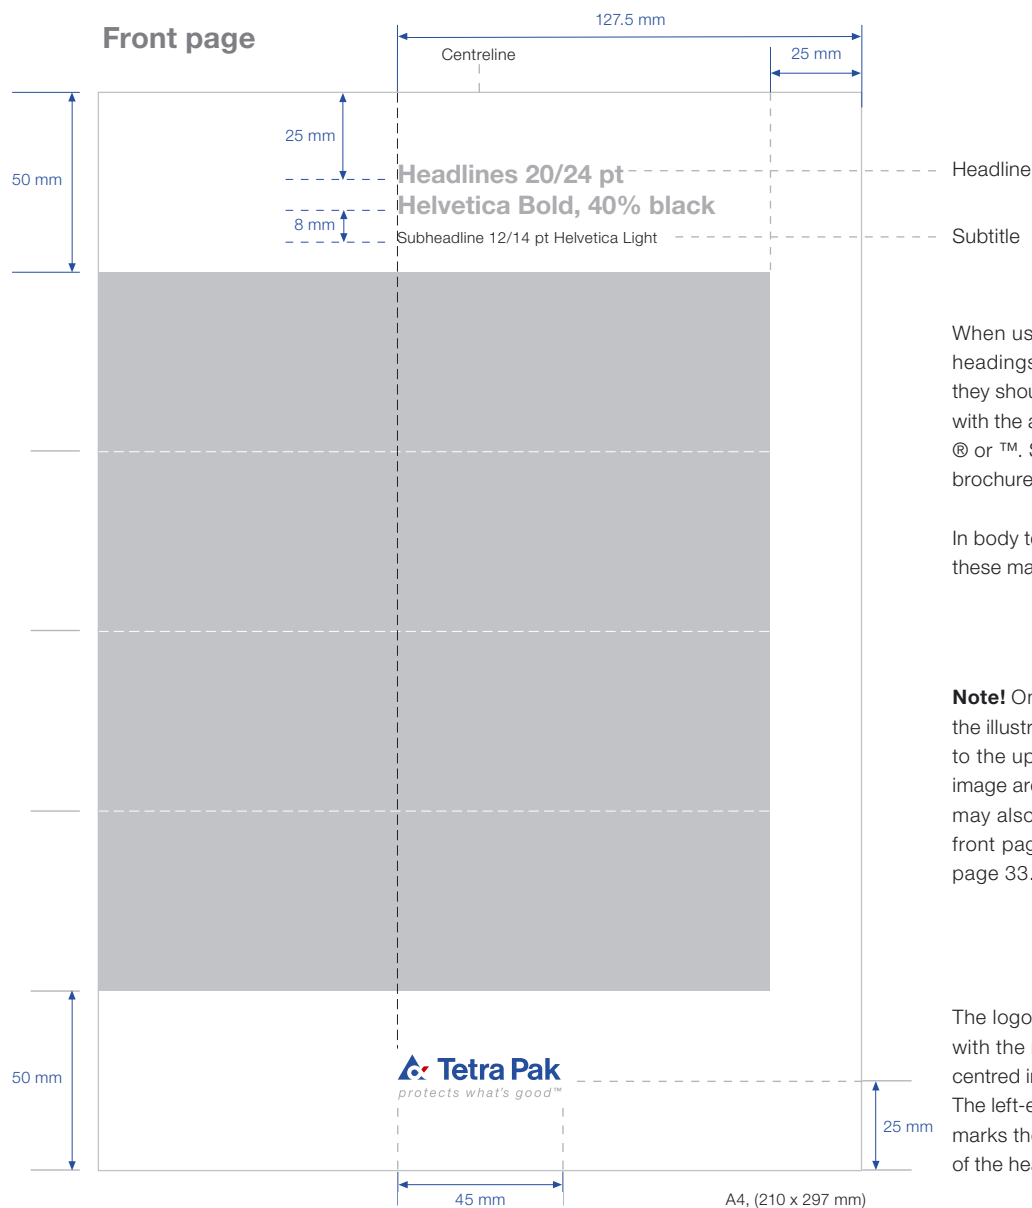 Front page
127.5 mm
Centreline
25 mm
25 mm
50 mm
Headlines 20/24 pt
Helvetica Bold, 40% black
8 mm
Subheadline 12/14 pt Helvetica Light
Headline
Subtitle
When us
headings
they shou
with the a
® or ™. S
brochure
In body te
these ma
Note! On
the illustr
to the up
image are
may also
front pag
page 33.
The logo
with the
centred i
The left-e
marks the
of the hea
50 mm
Tetra Pak
protects what's good™
25 mm
45 mm
A4, (210 x 297 mm)